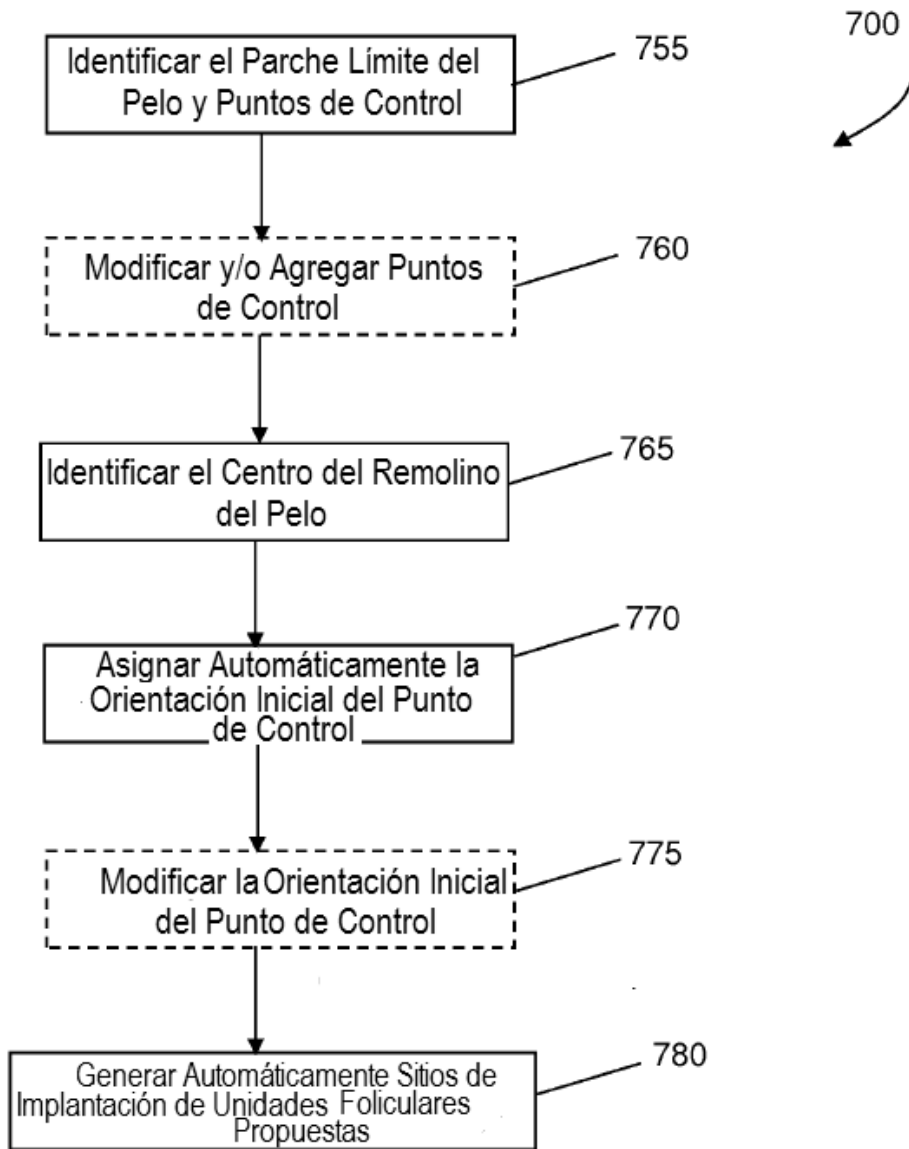 700
Identificar el Parche Límite del
Pelo y Puntos de Control
755
Modificar y/o Agregar Puntos
de Control
760
Identificar el Centro del Remolino
del Pelo
765
Asignar Automáticamente la
Orientación Inicial del Punto
de Control
770
Modificar la Orientación Inicial
del Punto de Control
775
Generar Automáticamente Sitios de
Implantación de Unidades Foliculares
Propuestas
780